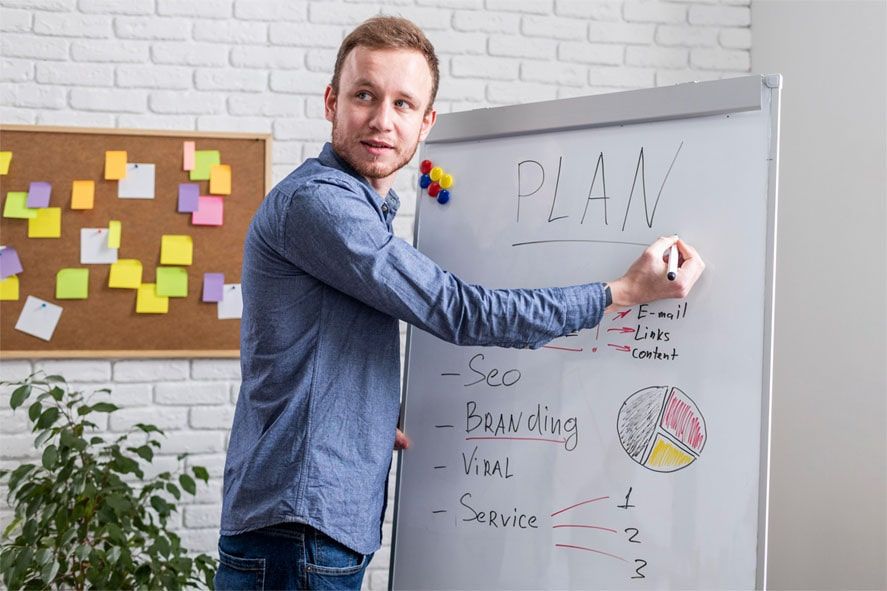 PLAN
E-mail
Links
content
- Seo
- BRANding
- ViRAL
- Service
1
2
3